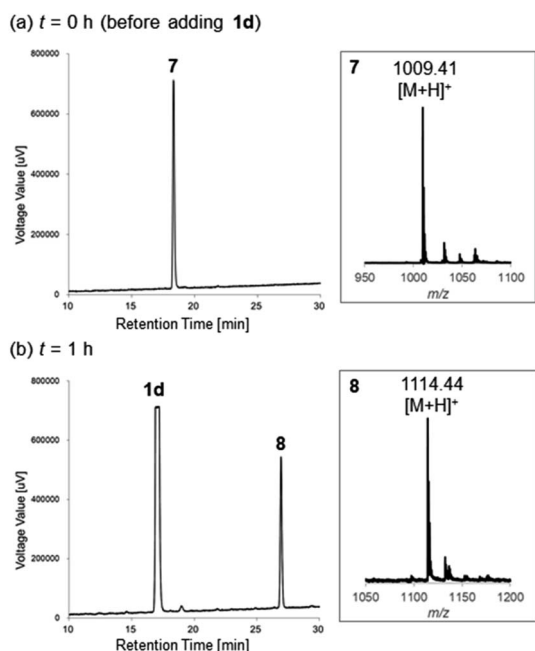 (a) t = 0 h (before adding 1d)
7
800000
600000
400000
200000
0
Voltage Value [uV]
10 15 20 25 30
Retention Time [min]
7 1009.41
[M+H]+
950 1000 1050 1100
m/z
(b) t = 1 h
1d
8
800000
600000
400000
200000
0
Voltage Value [uV]
10 15 20 25 30
Retention Time [min]
8 1114.44
[M+H]+
1050 1100 1150 1200
m/z